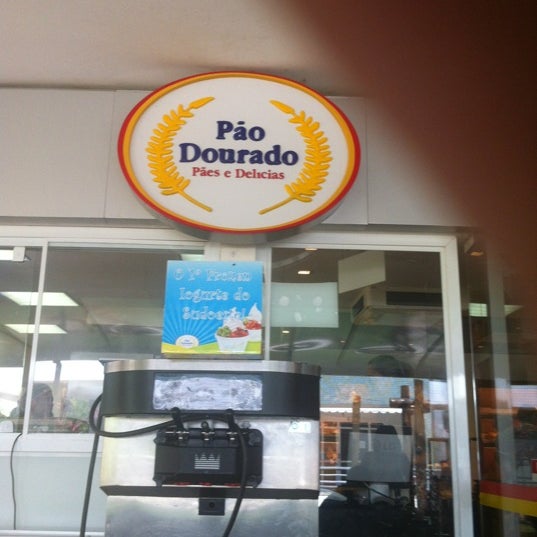 Pão
Dourado
Pães e Delícias
O 1º Frozen
Iogurte do
Sudoeste!